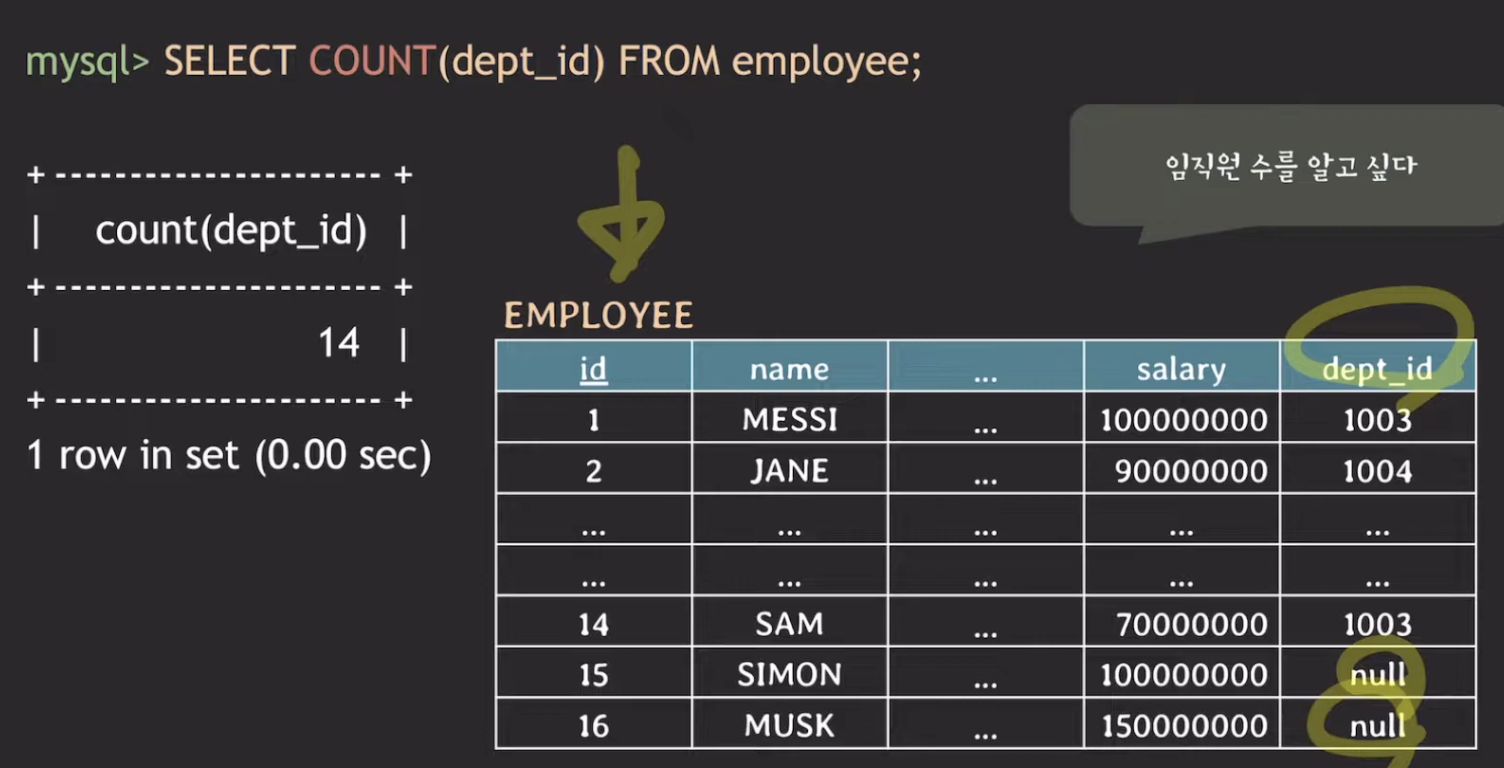 mysql> SELECT COUNT(dept_id) FROM employee;
임직원 수를 알고 싶다
+ ---------------------- +
| count(dept_id) |
+ ---------------------- +
| 14 |
+ ---------------------- +
1 row in set (0.00 sec)
EMPLOYEE
id name ... salary dept_id
1 MESSI ... 100000000 1003
2 JANE ... 90000000 1004
... ... ... ... ...
... ... ... ... ...
14 SAM ... 70000000 1003
15 SIMON ... 100000000 null
16 MUSK ... 150000000 null